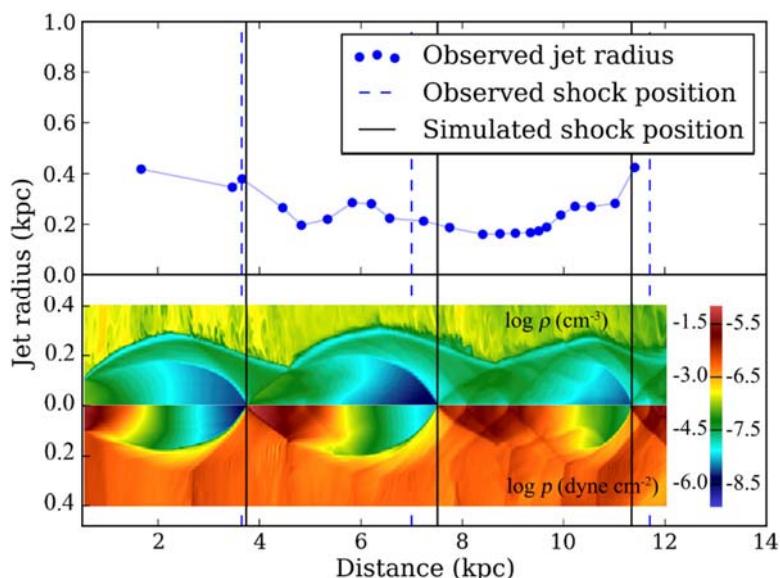 1.0
0.8
0.6
0.4
0.2
0.0
Observed jet radius
Observed shock position
Simulated shock position
Jet radius (kpc)
0.4
0.2
0.0
0.2
0.4
log ρ (cm⁻³)
log p (dyne cm⁻²)
-1.5
-3.0
-4.5
-6.0
-5.5
-6.5
-7.5
-8.5
2 4 6 8 10 12 14
Distance (kpc)